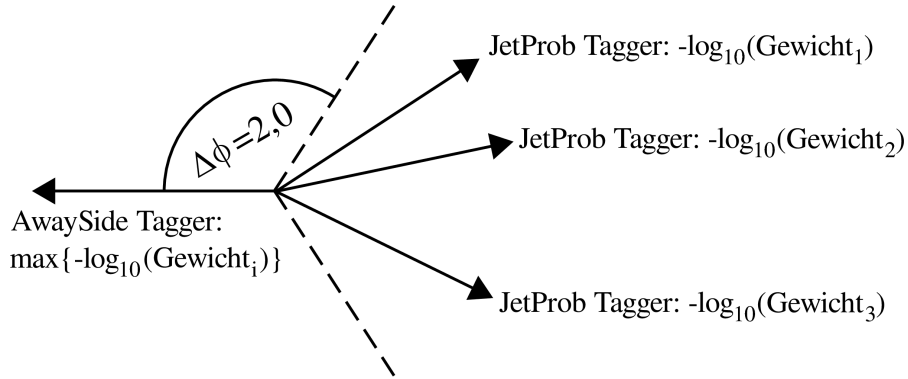 JetProb Tagger: -log₁₀(Gewicht₁)
Δϕ=2,0
JetProb Tagger: -log₁₀(Gewicht₂)
AwaySide Tagger:
max{-log₁₀(Gewichtᵢ)}
JetProb Tagger: -log₁₀(Gewicht₃)